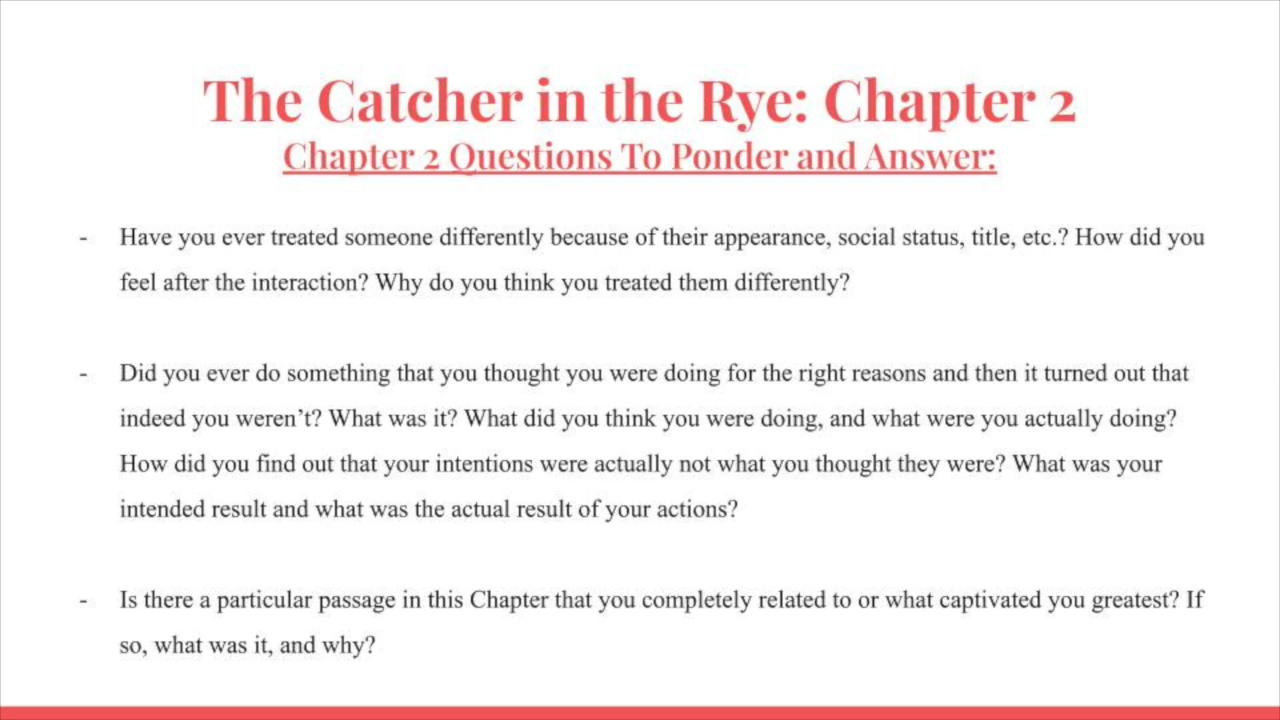 The Catcher in the Rye: Chapter 2
Chapter 2 Questions To Ponder and Answer:
- Have you ever treated someone differently because of their appearance, social status, title, etc.? How did you
feel after the interaction? Why do you think you treated them differently?
- Did you ever do something that you thought you were doing for the right reasons and then it turned out that
indeed you weren’t? What was it? What did you think you were doing, and what were you actually doing?
How did you find out that your intentions were actually not what you thought they were? What was your
intended result and what was the actual result of your actions?
- Is there a particular passage in this Chapter that you completely related to or what captivated you greatest? If
so, what was it, and why?